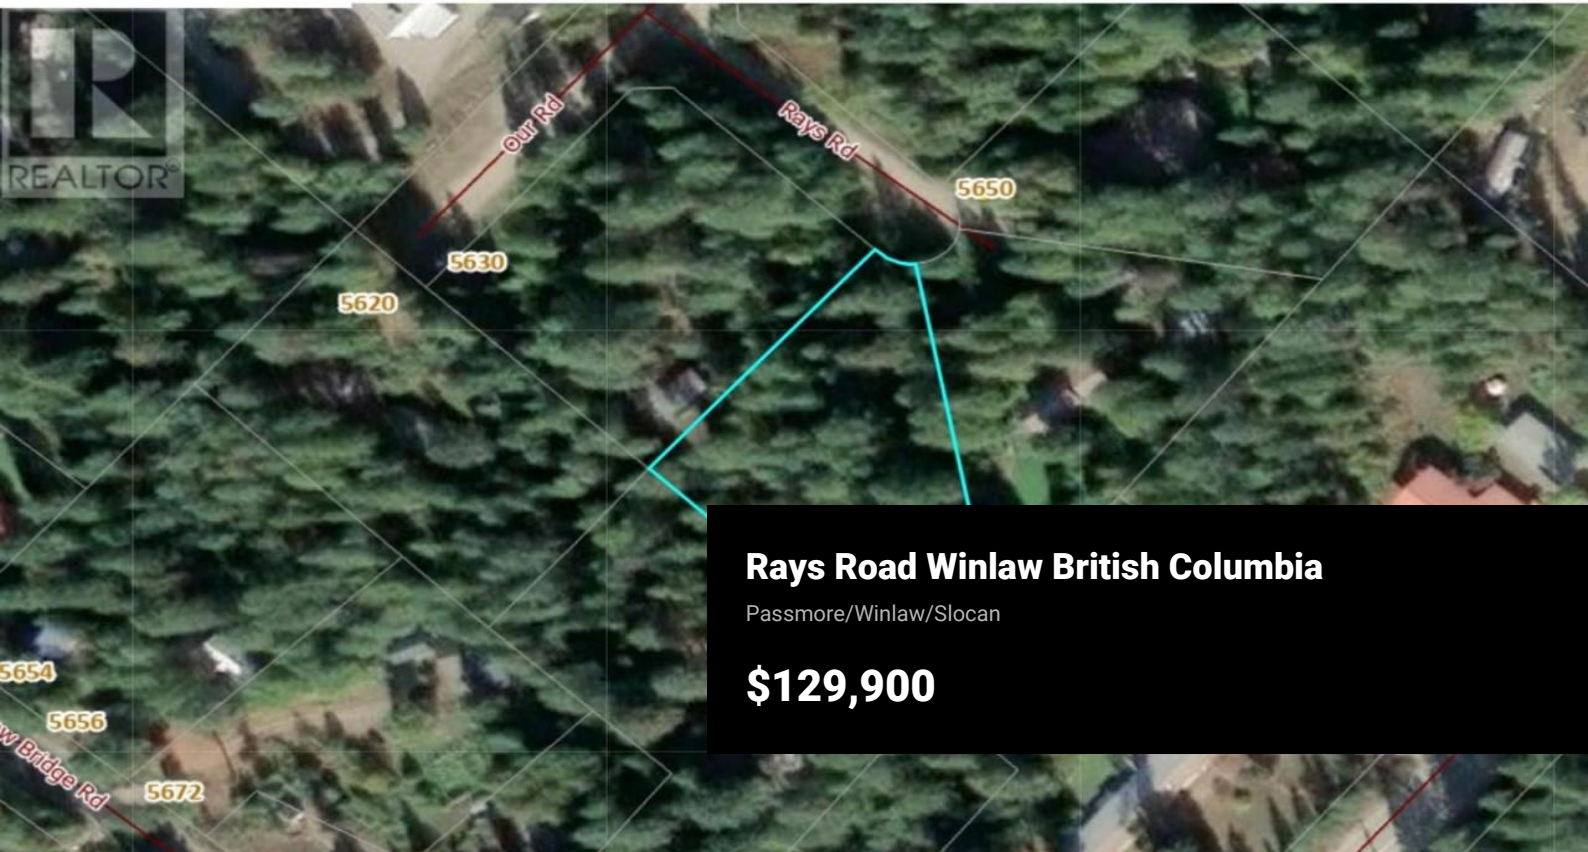 REALTOR®
Our Rd
Rays Rd
5650
5630
5620
Rays Road Winlaw British Columbia
Passmore/Winlaw/Slocan
$129,900
5654
5656
w Bridge Rd
5672